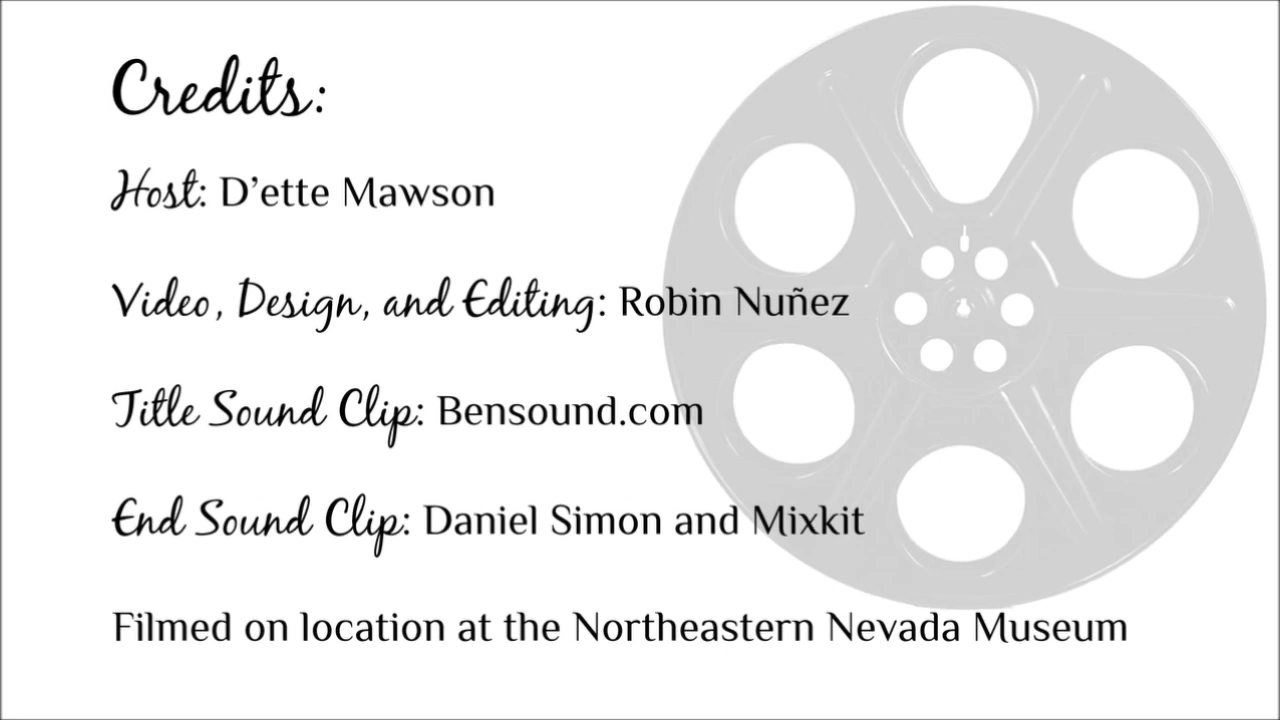 Credits:
Host: D’ette Mawson
Video, Design, and Editing: Robin Nuñez
Title Sound Clip: Bensound.com
End Sound Clip: Daniel Simon and Mixkit
Filmed on location at the Northeastern Nevada Museum